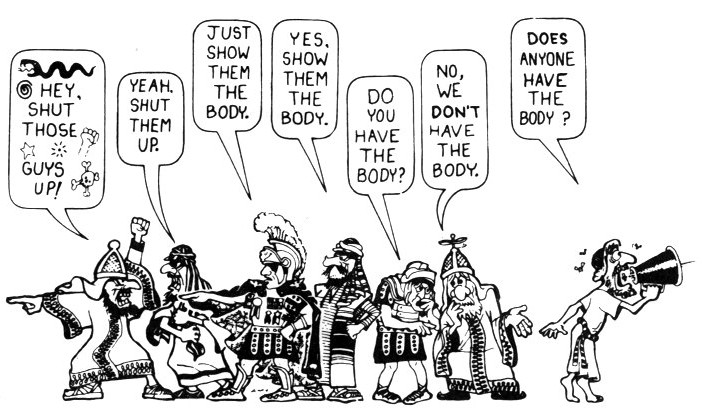 HEY,
SHUT
THOSE
GUYS
UP!
YEAH.
SHUT
THEM
UP.
JUST
SHOW
THEM
THE
BODY.
YES,
SHOW
THEM
THE
BODY.
DO
YOU
HAVE
THE
BODY?
NO,
WE
DON'T
HAVE
THE
BODY.
DOES
ANYONE
HAVE
THE
BODY ?